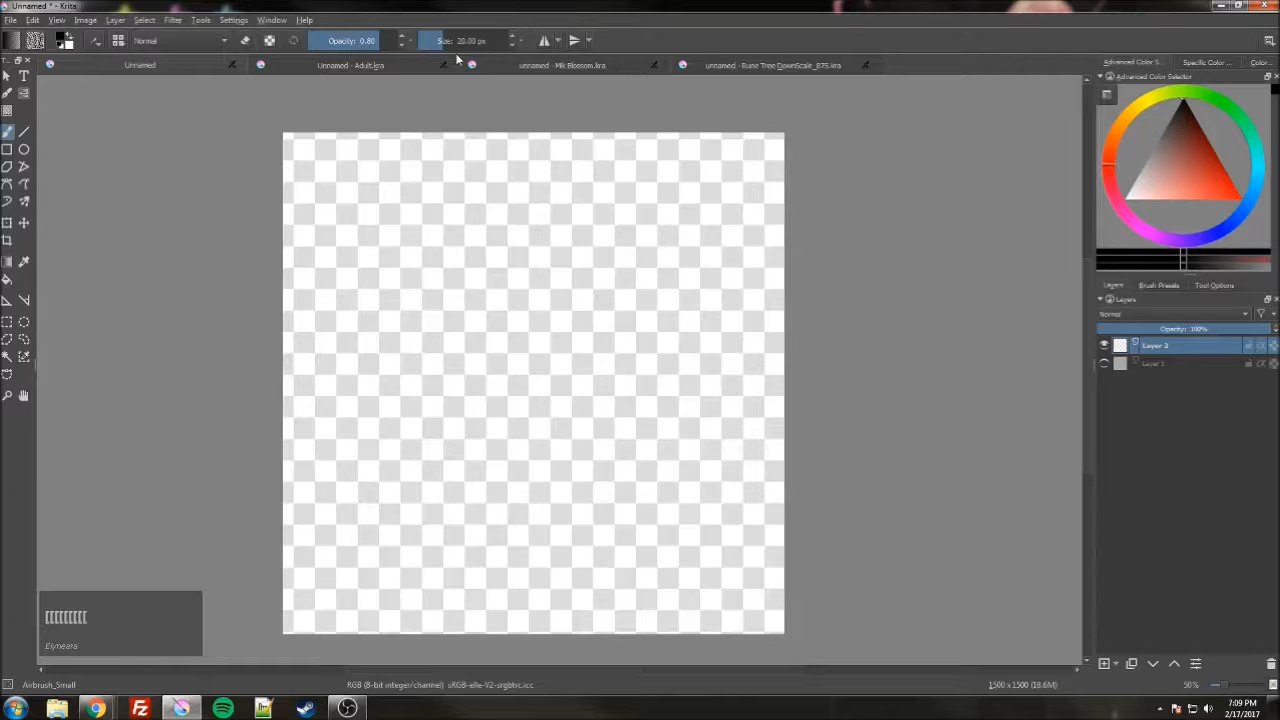 Unnamed * - Krita
File Edit View Image Layer Select Filter Tools Settings Window Help
Normal Opacity: 0.80 Size: 20.00 px
Unnamed Unnamed - Adult.kra unnamed - Mk Blossom.kra unnamed - Rune Tree DownScale_B75.kra
Advanced Color S... Specific Color ... Color...
Advanced Color Selector
Layers Brush Presets Tool Options
Layers
Normal
Opacity: 100%
Layer 2
Layer 1
[[[[[[[[[
Elyneara
Airbrush_Small RGB (8-bit integer/channel) sRGB-elle-V2-srgbtrc.icc 1500 x 1500 (18.6M) 50%
7:09 PM
2/17/2017